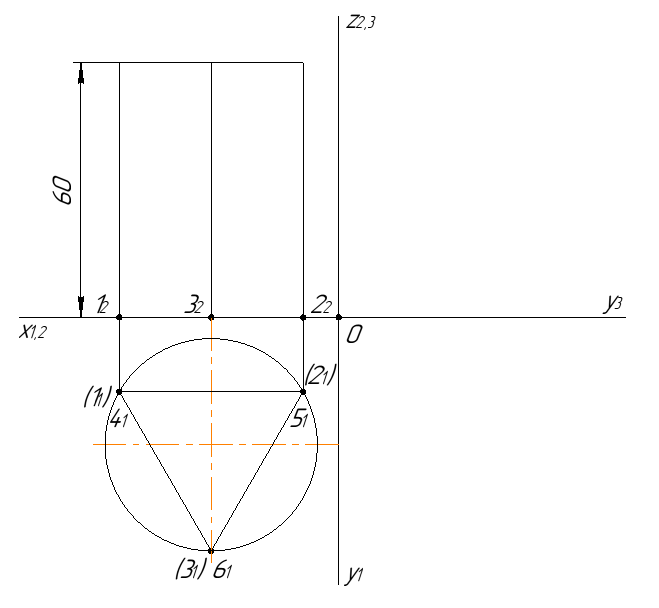 z2,3
60
12 32 22 y3
x1,2 0
(11) (21)
41 51
(31) 61 y1